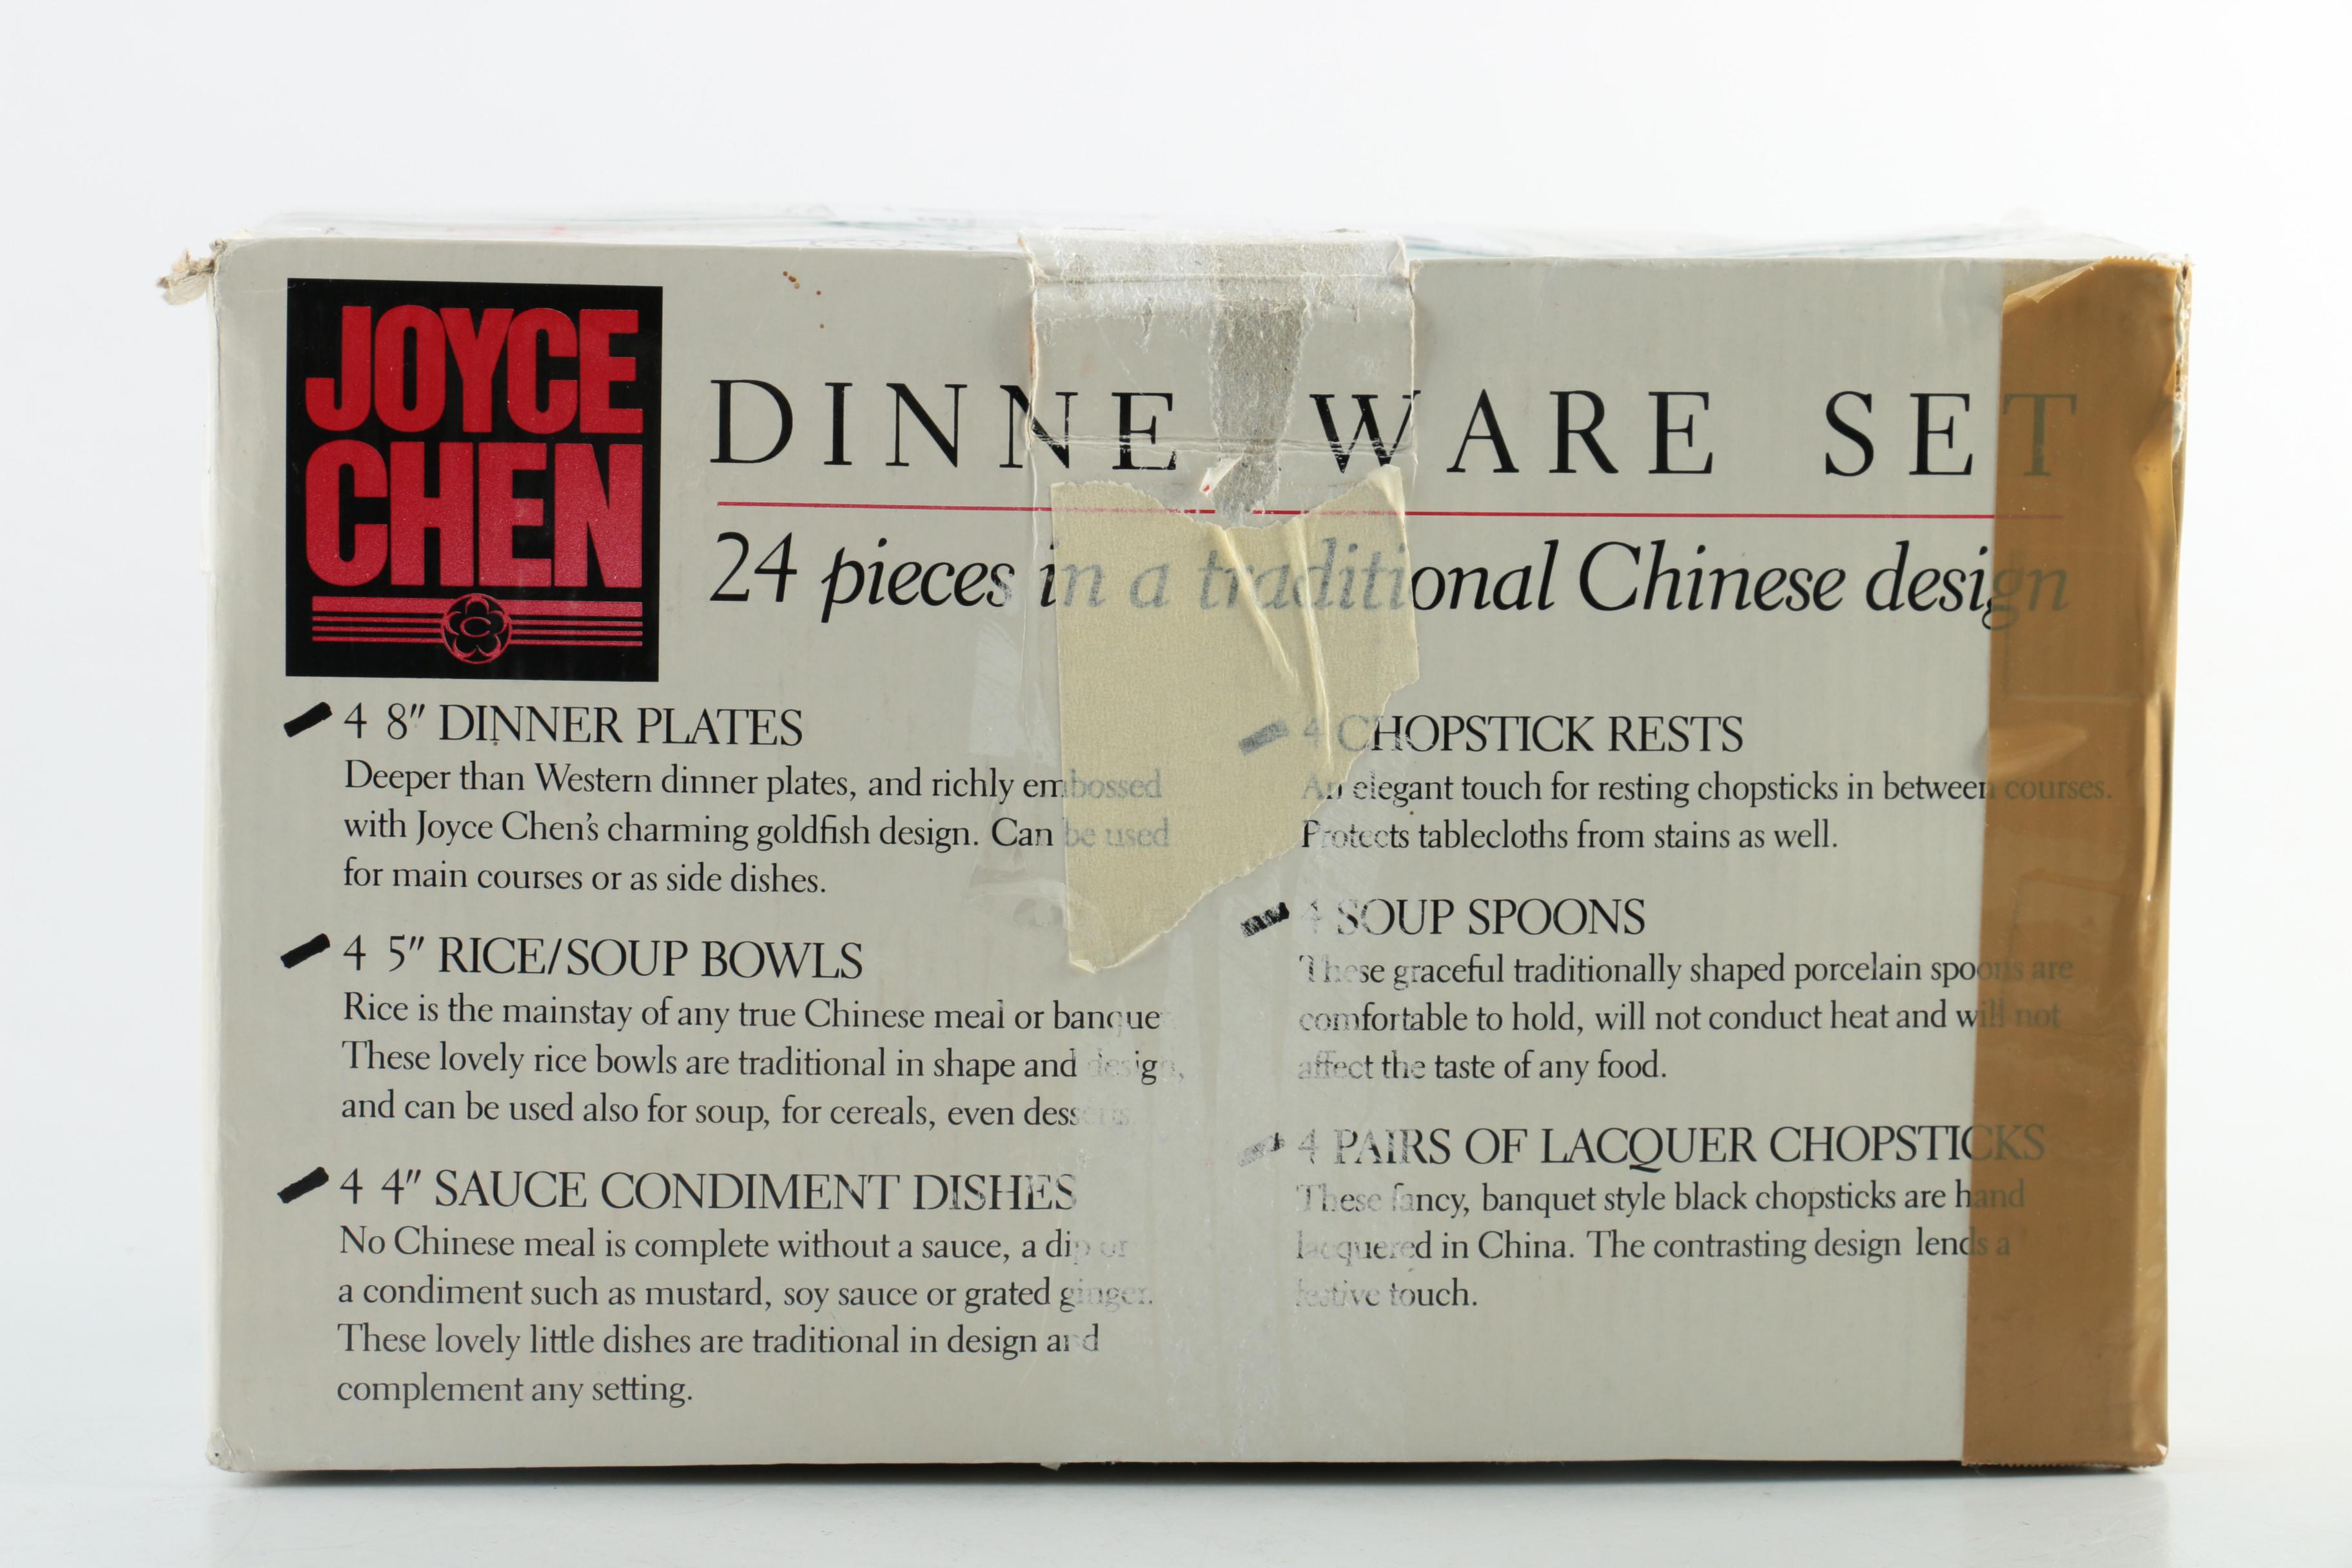 JOYCE
CHEN
C
DINNE WARE SET
24 pieces in a traditional Chinese design
4 8" DINNER PLATES
Deeper than Western dinner plates, and richly embossed
with Joyce Chen's charming goldfish design. Can be used
for main courses or as side dishes.
4 5" RICE/SOUP BOWLS
Rice is the mainstay of any true Chinese meal or banque
These lovely rice bowls are traditional in shape and design,
and can be used also for soup, for cereals, even desserts.
4 4" SAUCE CONDIMENT DISHES
No Chinese meal is complete without a sauce, a dip or
a condiment such as mustard, soy sauce or grated ginger.
These lovely little dishes are traditional in design and
complement any setting.
4 CHOPSTICK RESTS
An elegant touch for resting chopsticks in between courses.
Protects tablecloths from stains as well.
4 SOUP SPOONS
These graceful traditionally shaped porcelain spoons are
comfortable to hold, will not conduct heat and will not
affect the taste of any food.
4 PAIRS OF LACQUER CHOPSTICKS
These fancy, banquet style black chopsticks are hand
lacquered in China. The contrasting design lends a
festive touch.